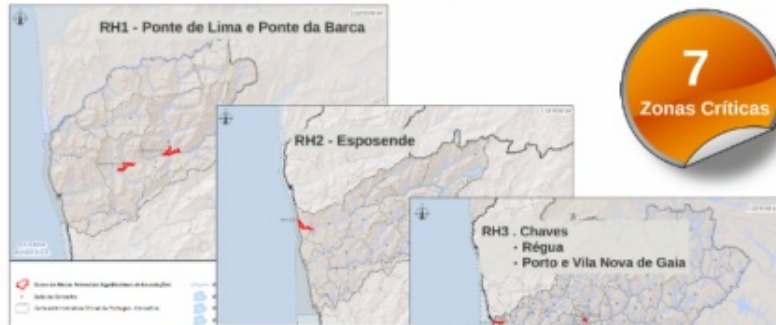 RH1 - Ponte de Lima e Ponte da Barca
7
Zonas Críticas
RH2 - Esposende
RH3 . Chaves
- Régua
- Porto e Vila Nova de Gaia